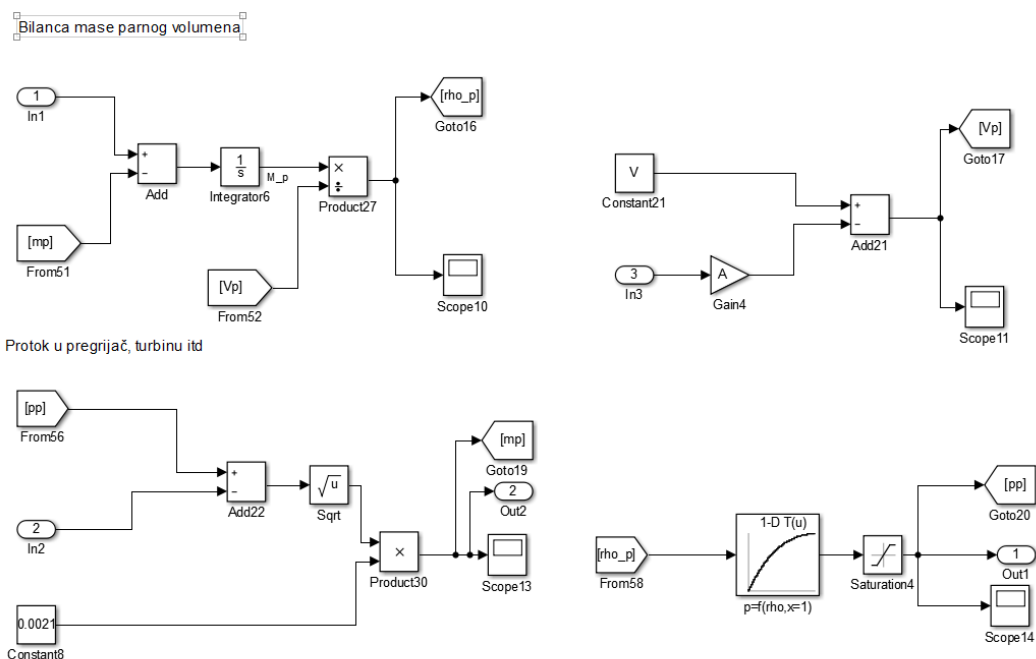 Bilanca mase parnog volumena
1
In1
+
−
Add
[mp]
From51
1
s
Integrator6
M_p
×
÷
Product27
[Vp]
From52
[rho_p]
Goto16
Scope10
V
Constant21
3
In3
A
Gain4
+
−
Add21
[Vp]
Goto17
Scope11
Protok u pregrijač, turbinu itd
[pp]
From56
2
In2
+
−
Add22
√u
Sqrt
0.0021
Constant8
×
Product30
[mp]
Goto19
2
Out2
Scope13
[rho_p]
From58
1-D T(u)
p=f(rho,x=1)
Saturation4
[pp]
Goto20
1
Out1
Scope14